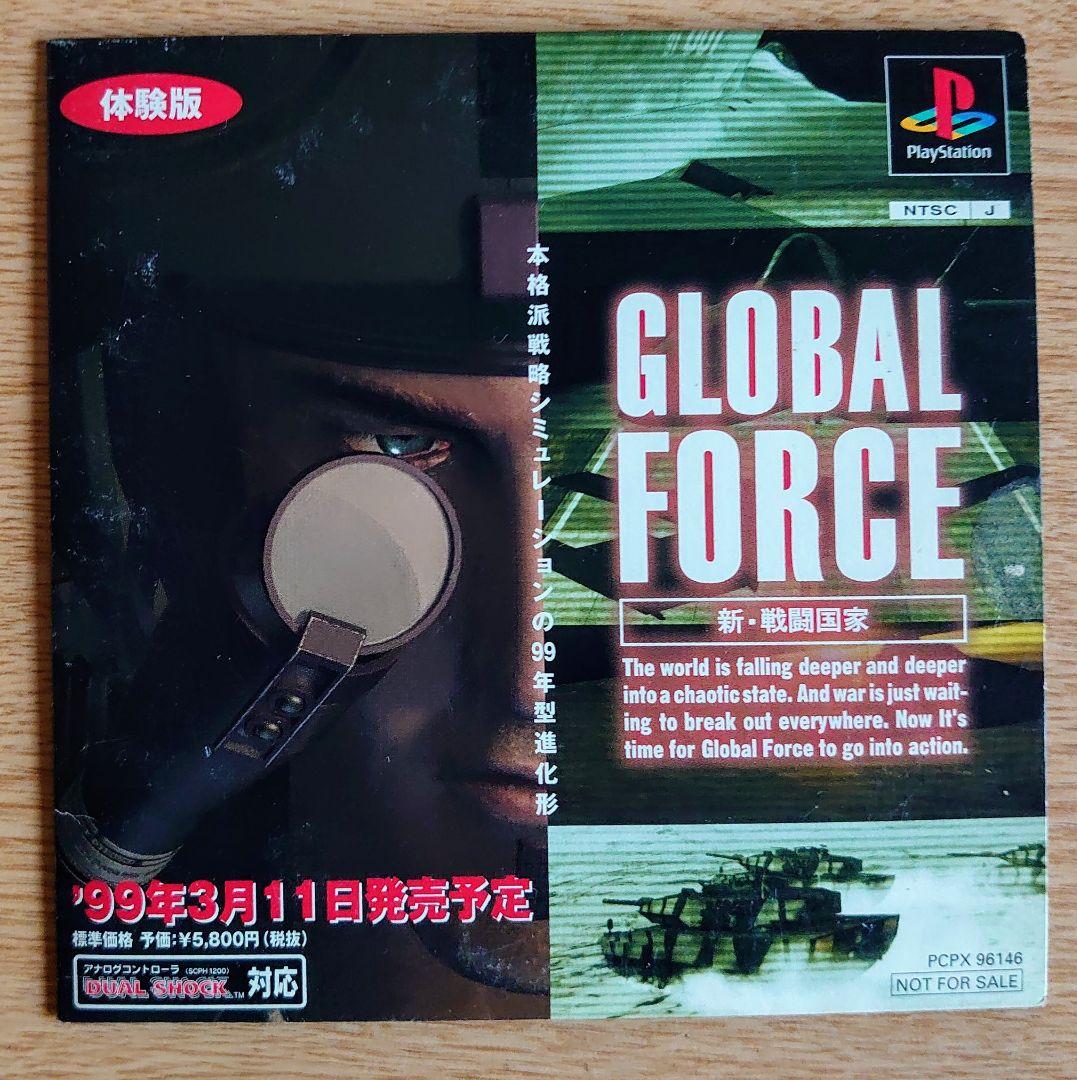 体験版
PlayStation
NTSC J
本格派戦略シミュレーションの99年型進化形
GLOBAL
FORCE
新・戦闘国家
The world is falling deeper and deeper
into a chaotic state. And war is just wait-
ing to break out everywhere. Now It's
time for Global Force to go into action.
'99年3月11日発売予定
標準価格 予価:¥5,800円(税抜)
アナログコントローラ (SCPH 1200)
DUAL SHOCK™ 対応
PCPX 96146
NOT FOR SALE